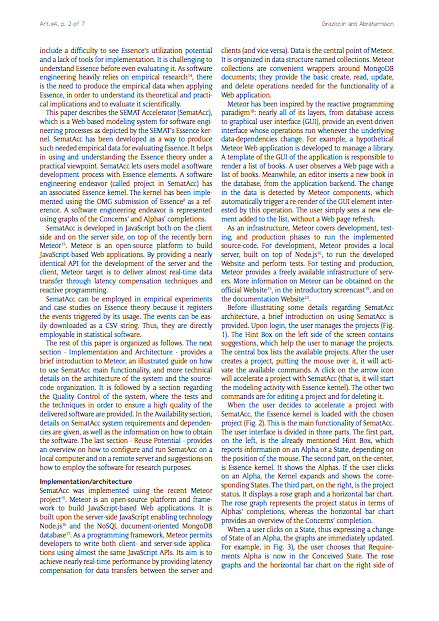 Art.e4, p. 2 of 7
Graziotin and Abrahamsson
include a difficulty to see Essence's utilization potential
and a lack of tools for implementation. It is challenging to
understand Essence before even evaluating it. As software
engineering heavily relies on empirical research¹⁴, there
is the need to produce the empirical data when applying
Essence, in order to understand its theoretical and practi-
cal implications and to evaluate it scientifically.
This paper describes the SEMAT Accelerator (SematAcc),
which is a Web-based modeling system for software engi-
neering processes as depicted by the SEMAT's Essence ker-
nel. SematAcc has been developed as a way to produce
such needed empirical data for evaluating Essence. It helps
in using and understanding the Essence theory under a
practical viewpoint. SematAcc lets users model a software
development process with Essence elements. A software
engineering endeavor (called project in SematAcc) has
an associated Essence kernel. The kernel has been imple-
mented using the OMG submission of Essence⁸ as a refe-
rence. A software engineering endeavor is represented
using graphs of the Concerns' and Alphas' completions.
SematAcc is developed in JavaScript both on the client
side and on the server side, on top of the recently born
Meteor¹⁵. Meteor is an open-source platform to build
JavaScript-based Web applications. By providing a nearly
identical API for the development of the server and the
client, Meteor target is to deliver almost real-time data
transfer through latency compensation techniques and
reactive programming.
SematAcc can be employed in empirical experiments
and case studies on Essence theory because it registers
the events triggered by its usage. The events can be eas-
ily downloaded as a CSV string. Thus, they are directly
employable in statistical software.
The rest of this paper is organized as follows. The next
section - Implementation and Architecture - provides a
brief introduction to Meteor, an illustrated guide on how
to use SematAcc main functionality, and more technical
details on the architecture of the system and the source-
code organization. It is followed by a section regarding
the Quality Control of the system, where the tests and
the techniques in order to ensure a high quality of the
delivered software are provided. In the Availability section,
details on SematAcc system requirements and dependen-
cies are given, as well as the information on how to obtain
the software. The last section - Reuse Potential - provides
an overview on how to configure and run SematAcc on a
local computer and on a remote server and suggestions on
how to employ the software for research purposes.
Implementation/architecture
SematAcc was implemented using the recent Meteor
project¹⁵. Meteor is an open-source platform and frame-
work to build JavaScript-based Web applications. It is
built upon the server-side JavaScript enabling technology
Node.js¹⁶ and the NoSQL document-oriented MongoDB
database¹⁷. As a programming framework, Meteor permits
developers to write both client- and server-side applica-
tions using almost the same JavaScript APIs. Its aim is to
achieve nearly real-time performance by providing latency
compensation for data transfers between the server and
clients (and vice versa). Data is the central point of Meteor.
It is organized in data structure named collections. Meteor
collections are convenient wrappers around MongoDB
documents; they provide the basic create, read, update,
and delete operations needed for the functionality of a
Web application.
Meteor has been inspired by the reactive programming
paradigm¹⁸: nearly all of its layers, from database access
to graphical user interface (GUI), provide an event-driven
interface whose operations run whenever the underlying
data-dependencies change. For example, a hypothetical
Meteor Web application is developed to manage a library.
A template of the GUI of the application is responsible to
render a list of books. A user observes a Web page with a
list of books. Meanwhile, an editor inserts a new book in
the database, from the application backend. The change
in the data is detected by Meteor components, which
automatically trigger a re-render of the GUI element inter-
ested by this operation. The user simply sees a new ele-
ment added to the list, without a Web page refresh.
As an infrastructure, Meteor covers development, test-
ing, and production phases to run the implemented
source-code. For development, Meteor provides a local
server, built on top of Node.js¹⁶, to run the developed
Website and perform tests. For testing and production,
Meteor provides a freely available infrastructure of serv-
ers. More information on Meteor can be obtained on the
official Website¹⁵, in the introductory screencast¹⁹, and on
the documentation Website²⁰.
Before illustrating some details regarding SematAcc
architecture, a brief introduction on using SematAcc is
provided. Upon login, the user manages the projects (Fig.
1). The Hint Box on the left side of the screen contains
suggestions, which help the user to manage the projects.
The central box lists the available projects. After the user
creates a project, putting the mouse over it, it will acti-
vate the available commands. A click on the arrow icon
will accelerate a project with SematAcc (that is, it will start
the modeling activity with Essence kernel). The other two
commands are for editing a project and for deleting it.
When the user decides to accelerate a project with
SematAcc, the Essence kernel is loaded with the chosen
project (Fig. 2). This is the main functionality of SematAcc.
The user interface is divided in three parts. The first part,
on the left, is the already mentioned Hint Box, which
reports information on an Alpha or a State, depending on
the position of the mouse. The second part, on the center,
is Essence kernel. It shows the Alphas. If the user clicks
on an Alpha, the Kernel expands and shows the corre-
sponding States. The third part, on the right, is the project
status. It displays a rose graph and a horizontal bar chart.
The rose graph represents the project status in terms of
Alphas' completions, whereas the horizontal bar chart
provides an overview of the Concerns' completion.
When a user clicks on a State, thus expressing a change
of State of an Alpha, the graphs are immediately updated.
For example, in Fig. 3), the user chooses that Require-
ments Alpha is now in the Conceived State. The rose
graphs and the horizontal bar chart on the right side of